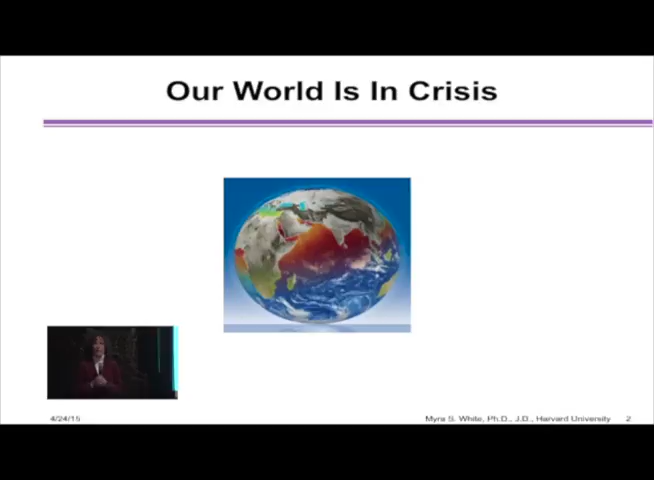 Our World Is In Crisis
4/24/15
Myra S. White, Ph.D., J.D., Harvard University 2